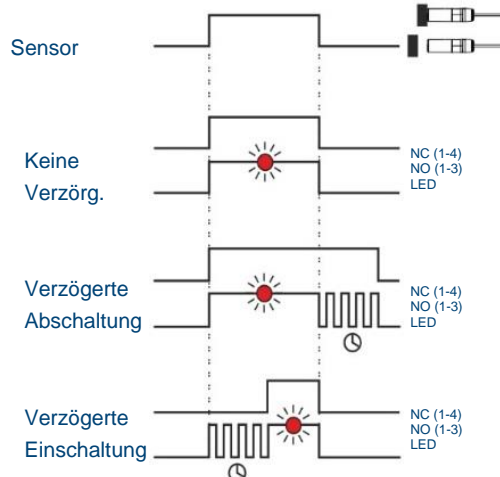 Sensor
Keine
Verzörg.
NC (1-4)
NO (1-3)
LED
Verzögerte
Abschaltung
NC (1-4)
NO (1-3)
LED
Verzögerte
Einschaltung
NC (1-4)
NO (1-3)
LED